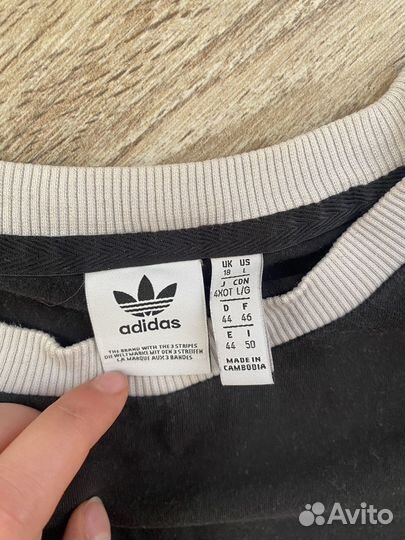 adidas
THE BRAND WITH THE 3 STRIPES
DIE WELTMARKE MIT DEN 3 STREIFEN
LA MARQUE AUX 3 BANDES
UK US
18 L
J CDN
4XOT L/G
D F
44 46
E I
44 50
MADE IN
CAMBODIA
Avito